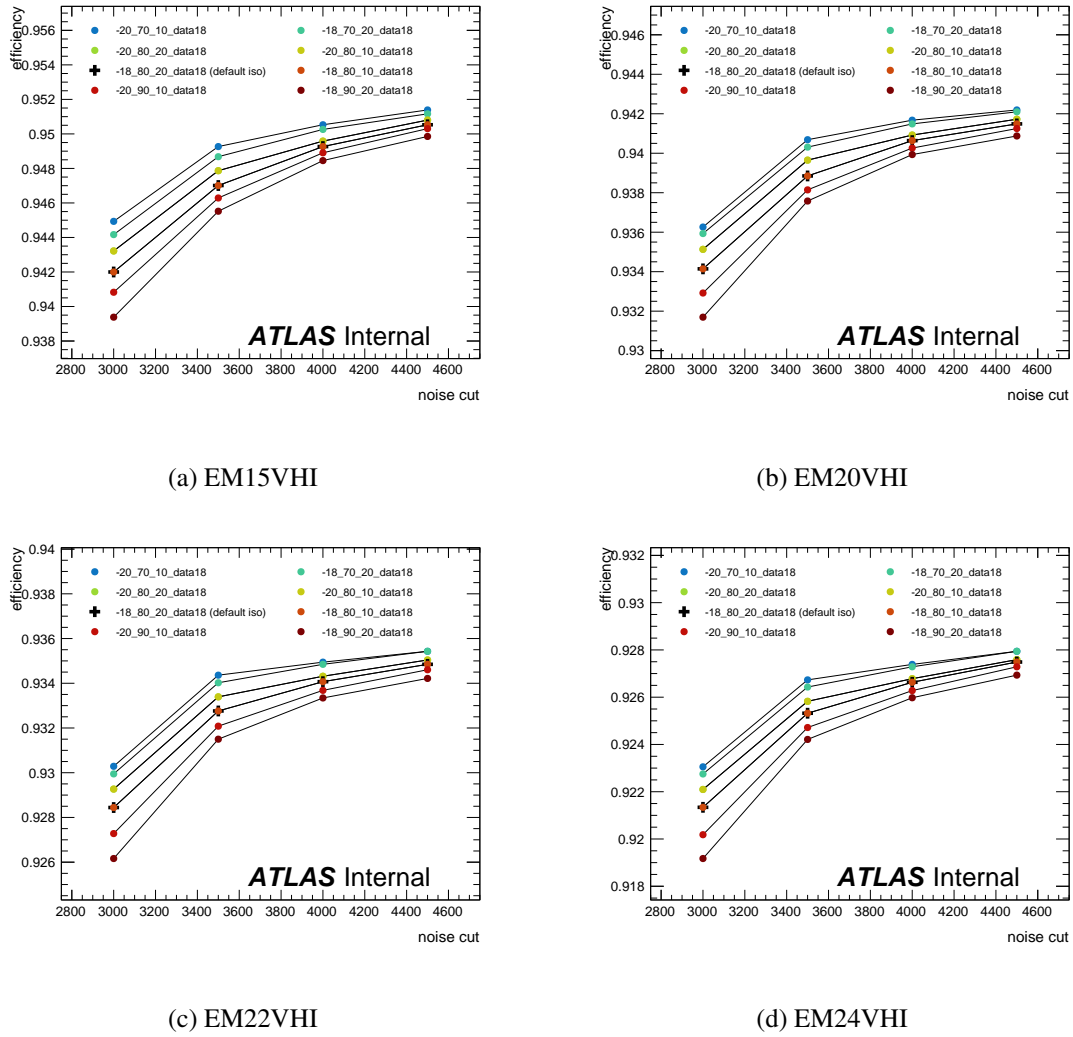 efficiency
0.956
0.954
0.952
0.95
0.948
0.946
0.944
0.942
0.94
0.938
-20_70_10_data18
-18_70_20_data18
-20_80_20_data18
-20_80_10_data18
-18_80_20_data18 (default iso)
-18_80_10_data18
-20_90_10_data18
-18_90_20_data18
ATLAS Internal
2800 3000 3200 3400 3600 3800 4000 4200 4400 4600
noise cut
(a) EM15VHI
efficiency
0.946
0.944
0.942
0.94
0.938
0.936
0.934
0.932
0.93
-20_70_10_data18
-18_70_20_data18
-20_80_20_data18
-20_80_10_data18
-18_80_20_data18 (default iso)
-18_80_10_data18
-20_90_10_data18
-18_90_20_data18
ATLAS Internal
2800 3000 3200 3400 3600 3800 4000 4200 4400 4600
noise cut
(b) EM20VHI
efficiency
0.94
0.938
0.936
0.934
0.932
0.93
0.928
0.926
-20_70_10_data18
-18_70_20_data18
-20_80_20_data18
-20_80_10_data18
-18_80_20_data18 (default iso)
-18_80_10_data18
-20_90_10_data18
-18_90_20_data18
ATLAS Internal
2800 3000 3200 3400 3600 3800 4000 4200 4400 4600
noise cut
(c) EM22VHI
efficiency
0.932
0.93
0.928
0.926
0.924
0.922
0.92
0.918
-20_70_10_data18
-18_70_20_data18
-20_80_20_data18
-20_80_10_data18
-18_80_20_data18 (default iso)
-18_80_10_data18
-20_90_10_data18
-18_90_20_data18
ATLAS Internal
2800 3000 3200 3400 3600 3800 4000 4200 4400 4600
noise cut
(d) EM24VHI